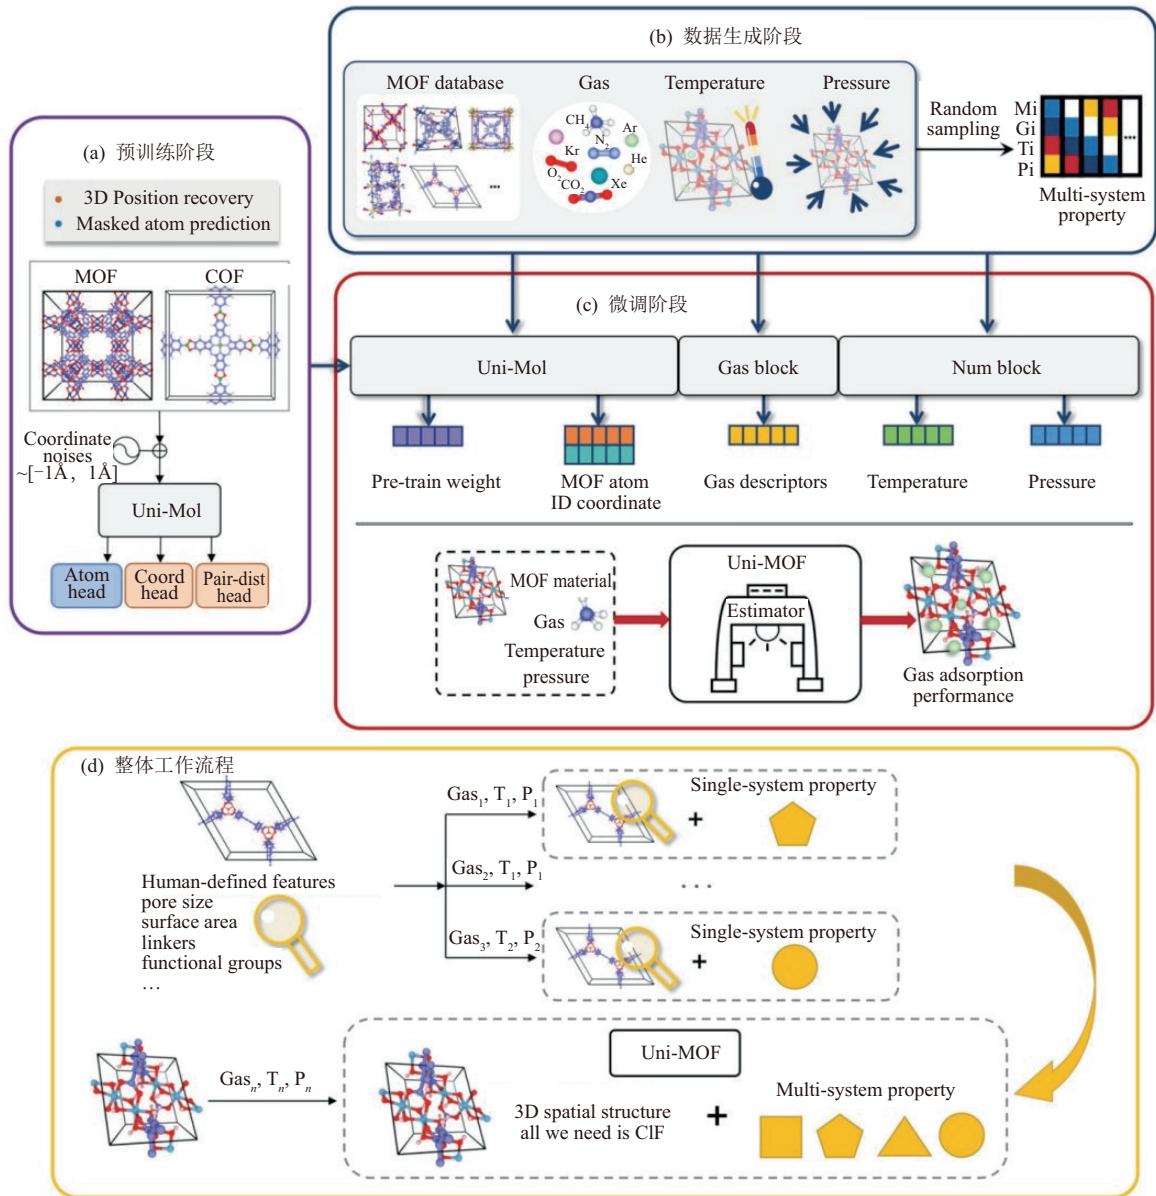 (a) 预训练阶段
3D Position recovery
Masked atom prediction
MOF
COF
Coordinate
noises
~[−1Å, 1Å]
Uni-Mol
Atom
head
Coord
head
Pair-dist
head
(b) 数据生成阶段
MOF database
Gas
Temperature
Pressure
CH4
Ar
N2
Kr
He
O2
CO2
Xe
...
Random
sampling
Mi
Gi
Ti
Pi
...
Multi-system
property
(c) 微调阶段
Uni-Mol
Gas block
Num block
Pre-train weight
MOF atom
ID coordinate
Gas descriptors
Temperature
Pressure
MOF material
Gas
Temperature
pressure
Uni-MOF
Estimator
Gas adsorption
performance
(d) 整体工作流程
Human-defined features
pore size
surface area
linkers
functional groups
…
Gas1, T1, P1
Single-system property
+
Gas2, T1, P1
...
Gas3, T2, P2
Single-system property
+
Gasn, Tn, Pn
Uni-MOF
3D spatial structure
all we need is ClF
+
Multi-system property